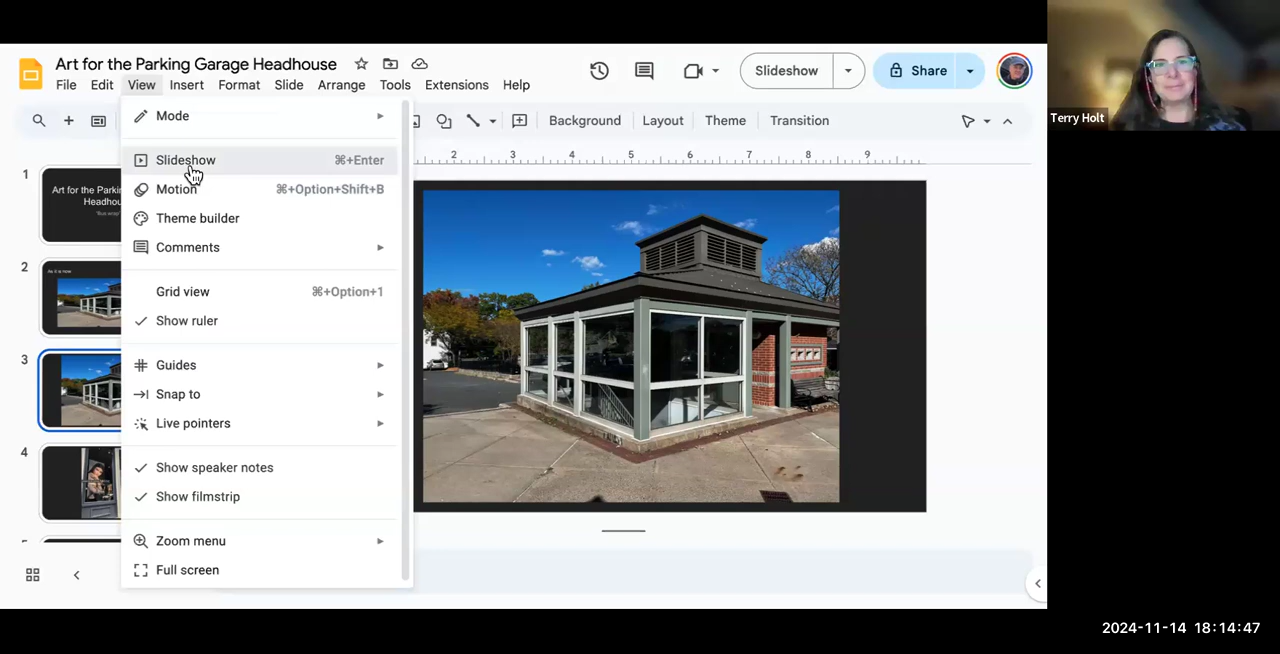 Art for the Parking Garage Headhouse
File Edit View Insert Format Slide Arrange Tools Extensions Help
Slideshow
Share
Terry Holt
Mode
Background Layout Theme Transition
Slideshow ⌘+Enter
Motion ⌘+Option+Shift+B
Theme builder
Comments
Grid view ⌘+Option+1
Show ruler
Guides
Snap to
Live pointers
Show speaker notes
Show filmstrip
Zoom menu
Full screen
2 3 4 5 6 7 8 9
1
Art for the Parki
Headhou
2
As it is now
3
4
2024-11-14 18:14:47